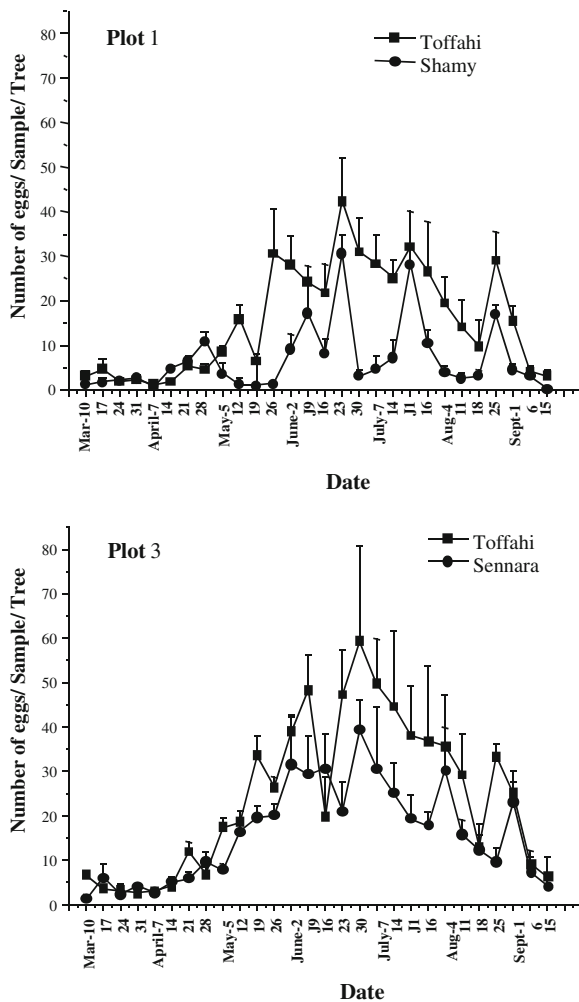 Plot 1
Toffahi
Shamy
Number of eggs/ Sample/ Tree/
80
70
60
50
40
30
20
10
0
Mar-10 17 24 31 April-7 14 21 28 May-5 12 19 26 June-2 J9 16 23 30 July-7 14 J1 16 Aug-4 11 18 25 Sept-1 6 15
Date
Plot 3
Toffahi
Sennara
Number of eggs/ Sample/ Tree/
80
70
60
50
40
30
20
10
0
Mar-10 17 24 31 April-7 14 21 28 May-5 12 19 26 June-2 J9 16 23 30 July-7 14 J1 16 Aug-4 11 18 25 Sept-1 6 15
Date